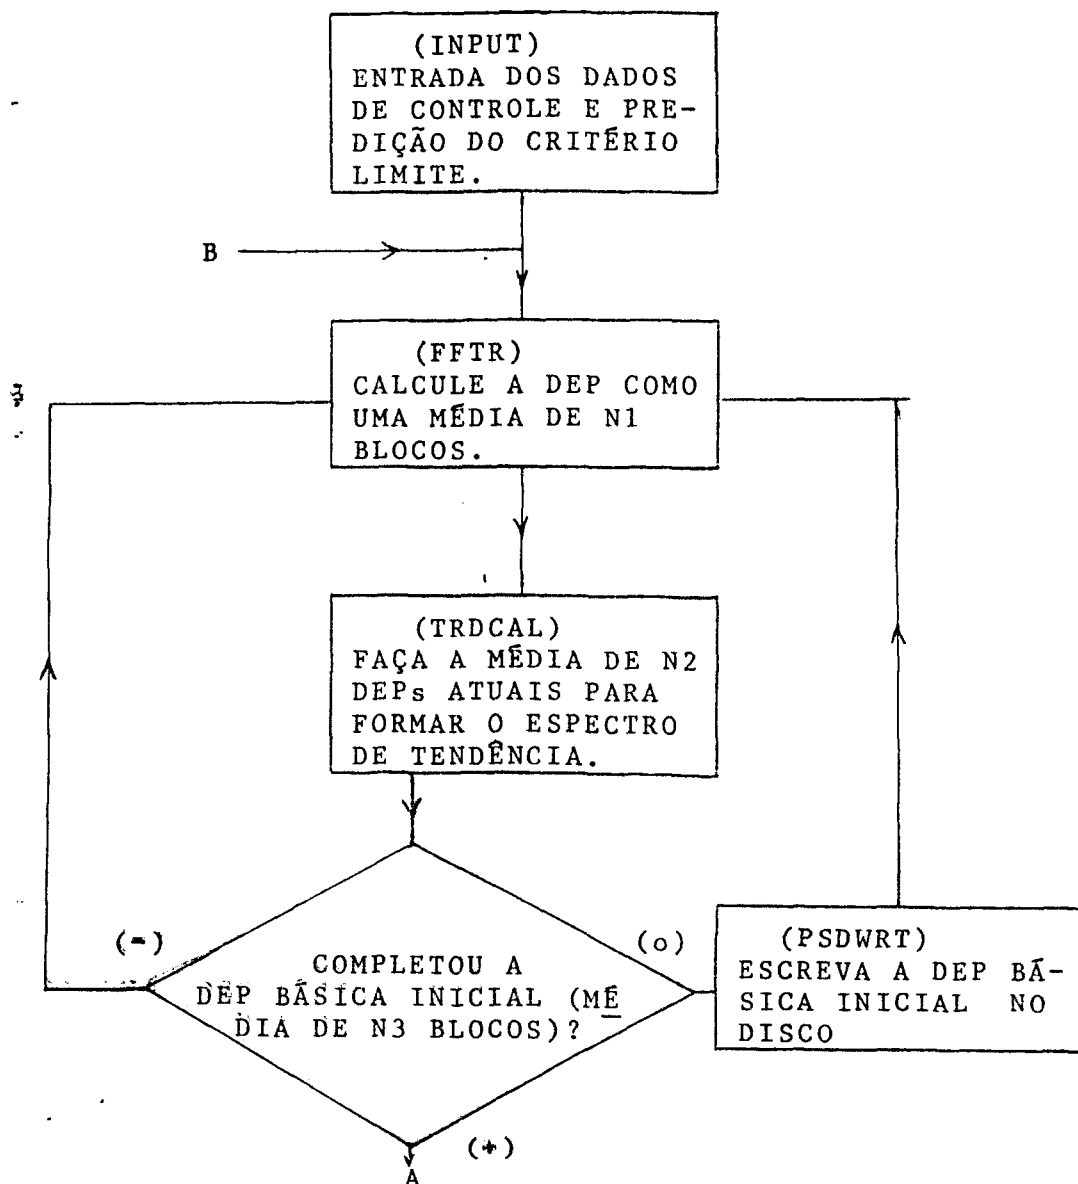 (INPUT)
ENTRADA DOS DADOS
DE CONTROLE E PRE-
DIÇÃO DO CRITÉRIO
LIMITE.
B
(FFTR)
CALCULE A DEP COMO
UMA MÉDIA DE N1
BLOCOS.
(TRDCAL)
FAÇA A MÉDIA DE N2
DEPs ATUAIS PARA
FORMAR O ESPECTRO
DE TENDÊNCIA.
(-)
(o)
COMPLETOU A
DEP BÁSICA INICIAL (MÉ
DIA DE N3 BLOCOS)?
(PSDWRT)
ESCREVA A DEP BÁ-
SICA INICIAL NO
DISCO
(+)
A